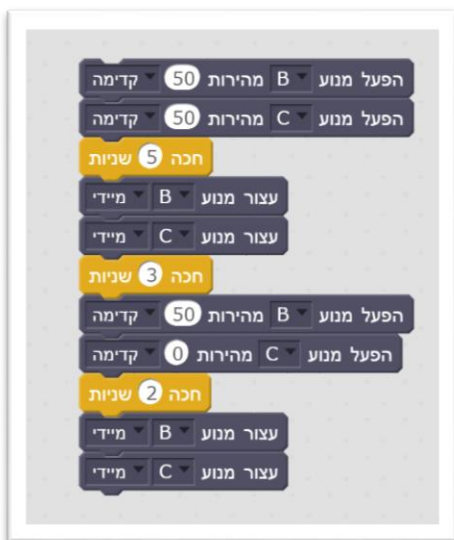 הפעל מנוע B מהירות 50 קדימה
הפעל מנוע C מהירות 50 קדימה
חכה 5 שניות
עצור מנוע B מיידי
עצור מנוע C מיידי
חכה 3 שניות
הפעל מנוע B מהירות 50 קדימה
הפעל מנוע C מהירות 0 קדימה
חכה 2 שניות
עצור מנוע B מיידי
עצור מנוע C מיידי